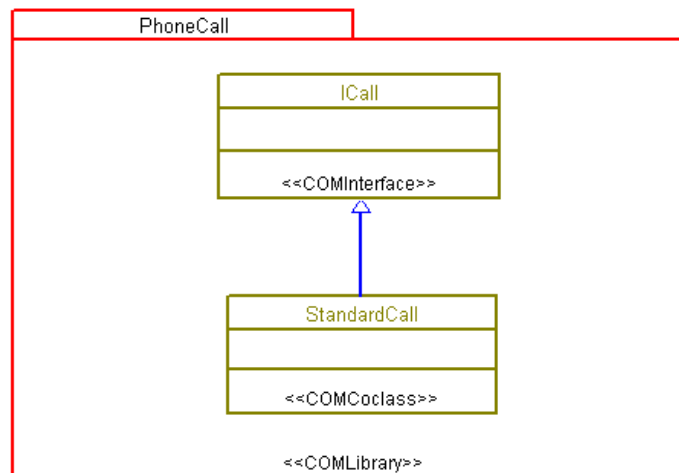 PhoneCall
ICall
<<COMInterface>>
StandardCall
<<COMCoclass>>
<<COMLibrary>>